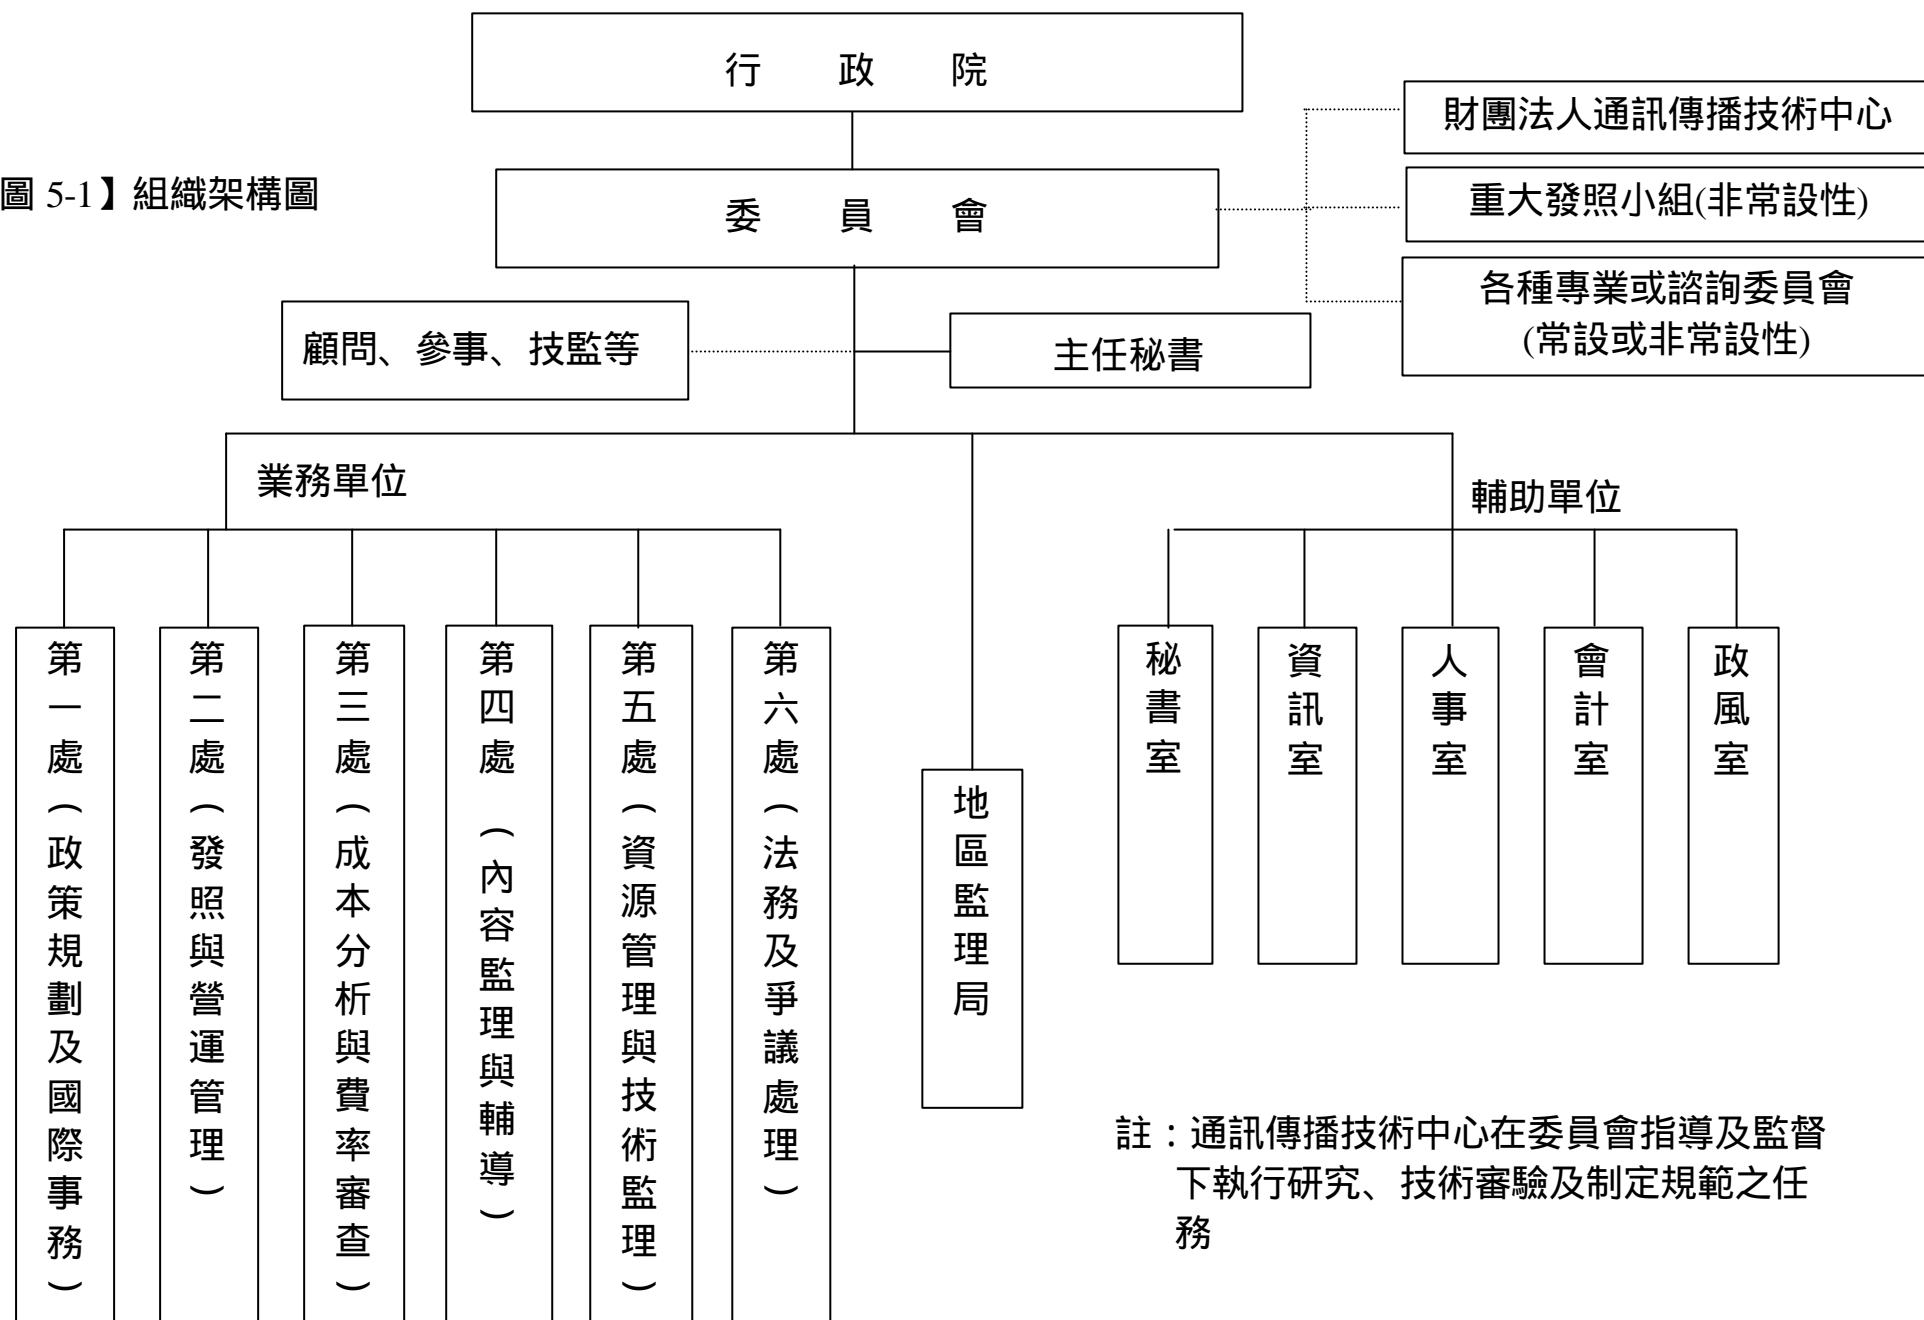 行政院
財團法人通訊傳播技術中心
圖 5-1】組織架構圖
委員會
重大發照小組(非常設性)
各種專業或諮詢委員會
(常設或非常設性)
顧問、參事、技監等
主任秘書
業務單位
輔助單位
第一處(政策規劃及國際事務)
第二處(發照與營運管理)
第三處(成本分析與費率審查)
第四處(內容監理與輔導)
第五處(資源管理與技術監理)
第六處(法務及爭議處理)
地區監理局
秘書室
資訊室
人事室
會計室
政風室
註：通訊傳播技術中心在委員會指導及監督
下執行研究、技術審驗及制定規範之任
務